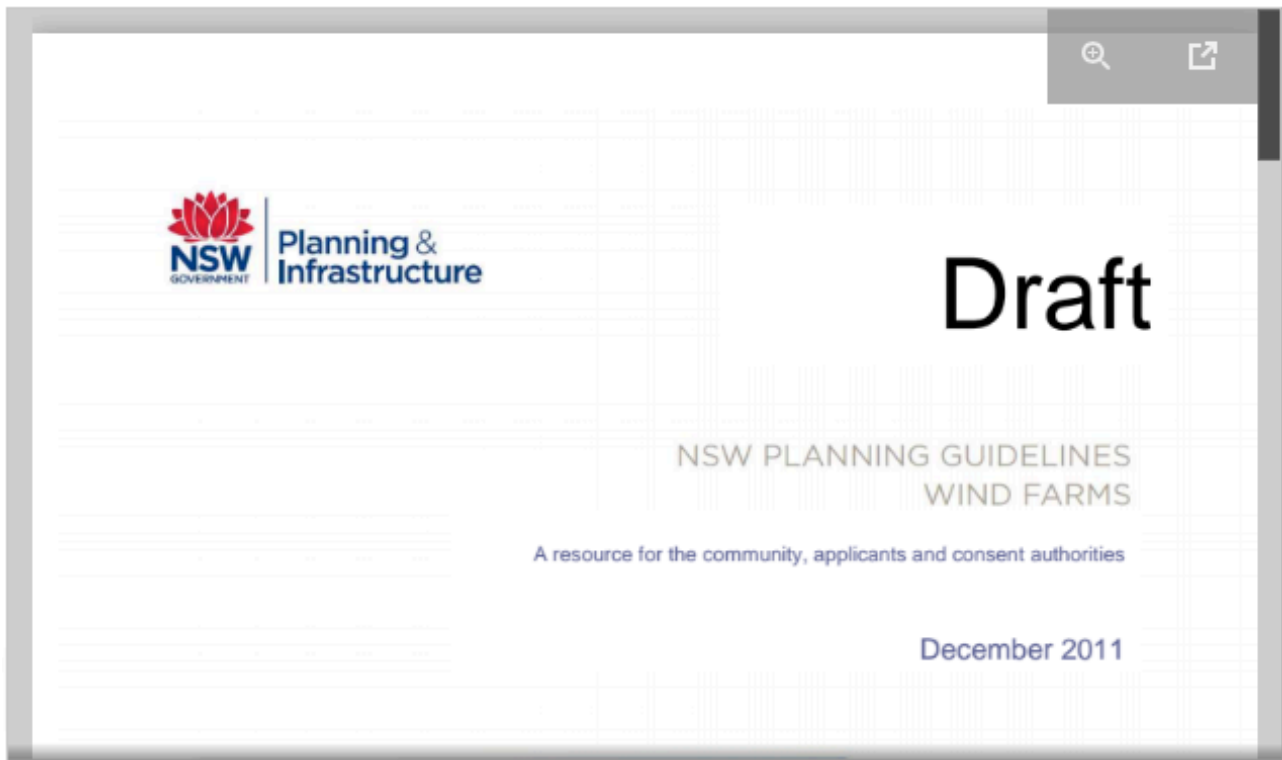 NSW
GOVERNMENT
Planning &
Infrastructure
Draft
NSW PLANNING GUIDELINES
WIND FARMS
A resource for the community, applicants and consent authorities
December 2011